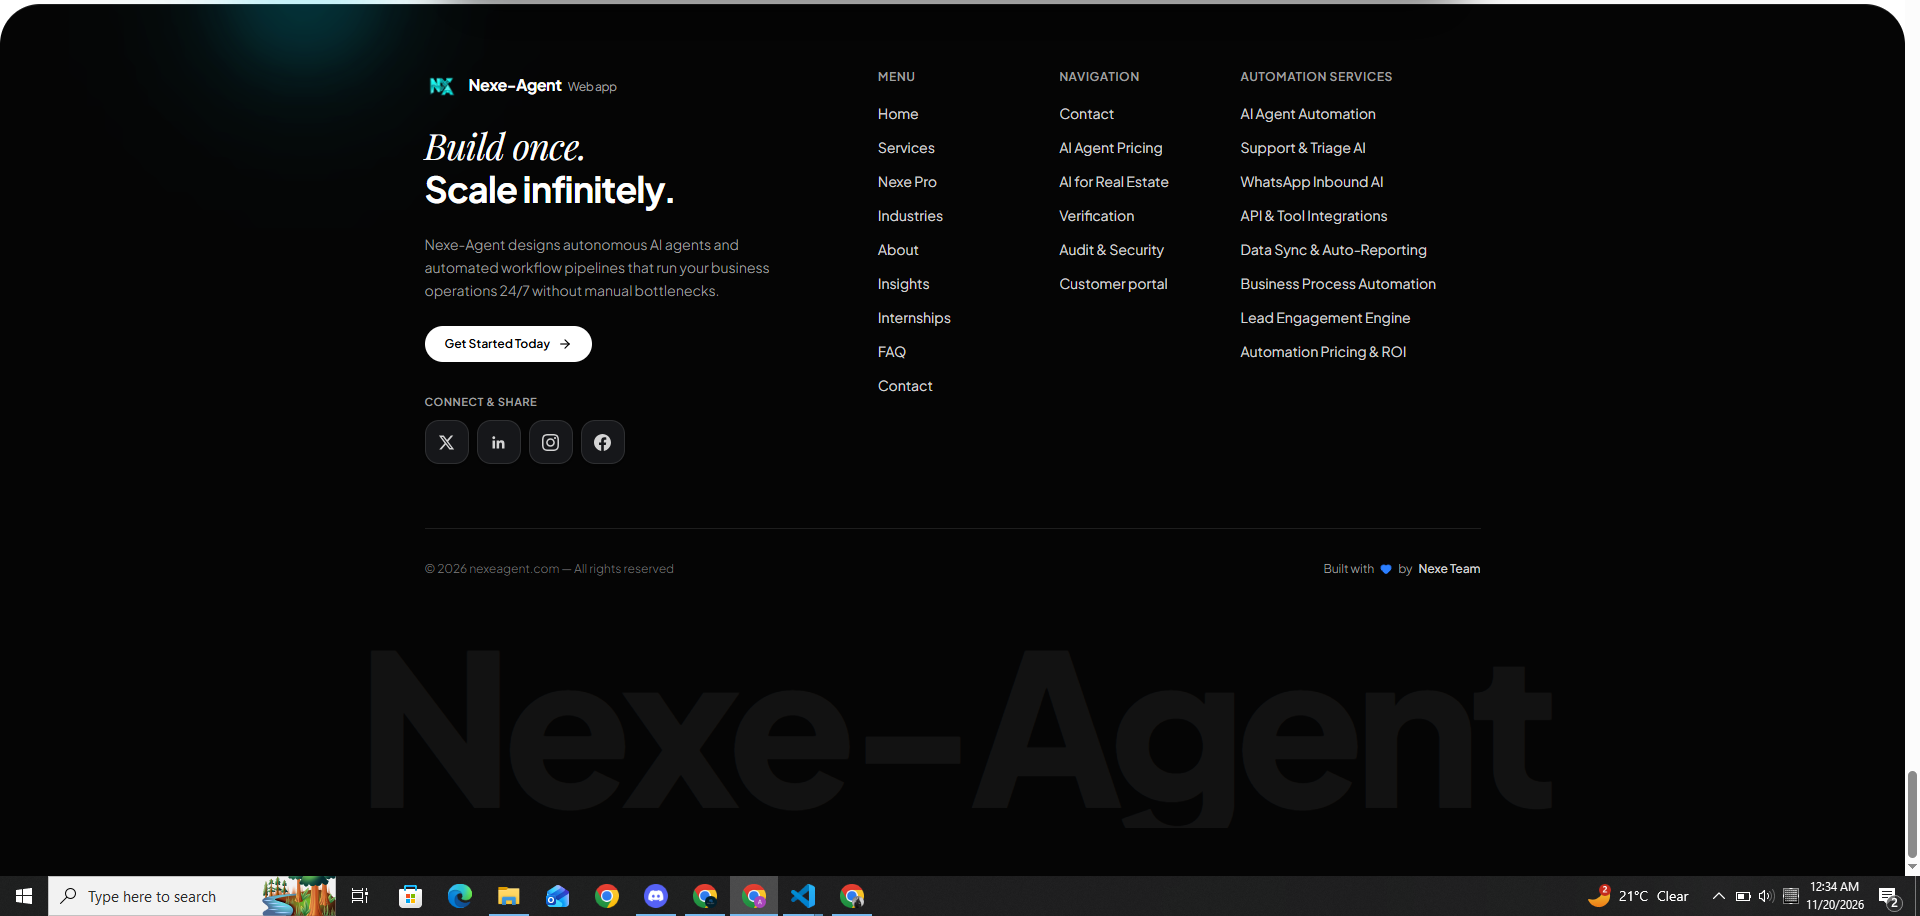 Nexe-Agent Web app
Build once.
Scale infinitely.
Nexe-Agent designs autonomous AI agents and
automated workflow pipelines that run your business
operations 24/7 without manual bottlenecks.
Get Started Today
CONNECT & SHARE
MENU
Home
Services
Nexe Pro
Industries
About
Insights
Internships
FAQ
Contact
NAVIGATION
Contact
AI Agent Pricing
AI for Real Estate
Verification
Audit & Security
Customer portal
AUTOMATION SERVICES
AI Agent Automation
Support & Triage AI
WhatsApp Inbound AI
API & Tool Integrations
Data Sync & Auto-Reporting
Business Process Automation
Lead Engagement Engine
Automation Pricing & ROI
© 2026 nexeagent.com — All rights reserved
Built with by Nexe Team
Nexe-Agent
Type here to search
2
21°C Clear
12:34 AM
11/20/2026
2